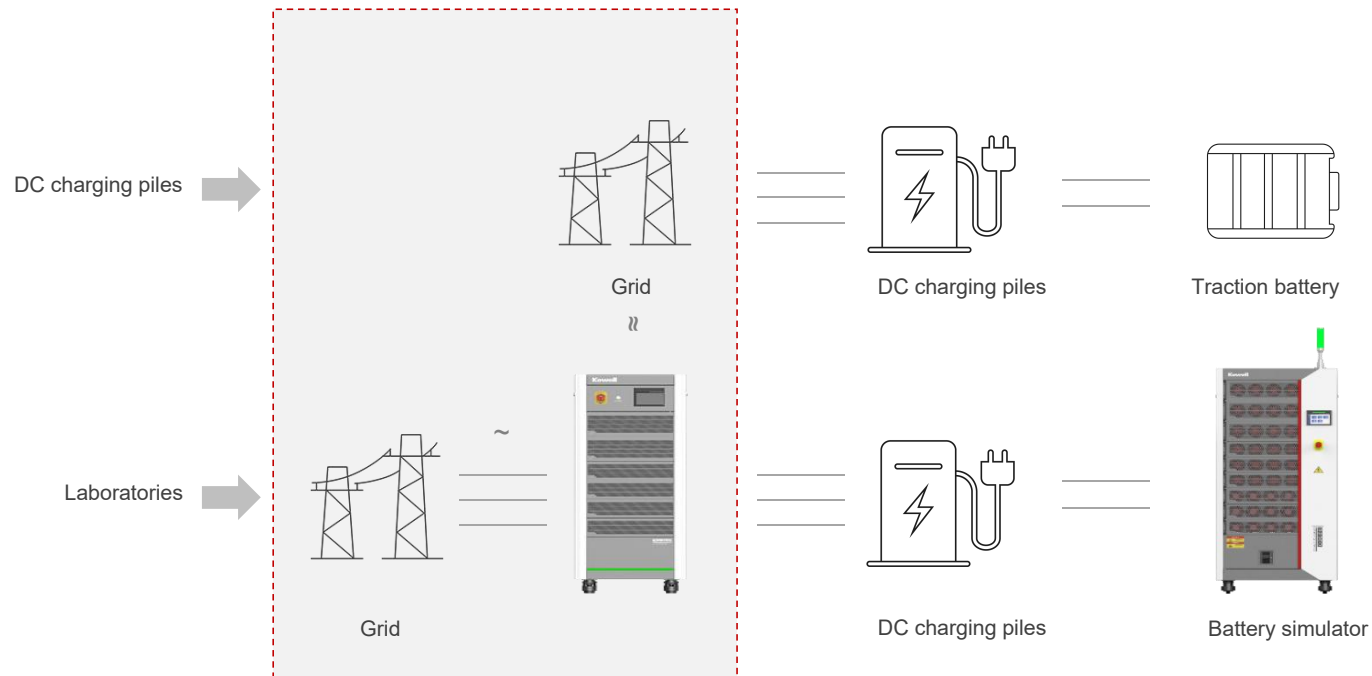 DC charging piles
Grid
DC charging piles
Traction battery
≈
~
Laboratories
Grid
DC charging piles
Battery simulator